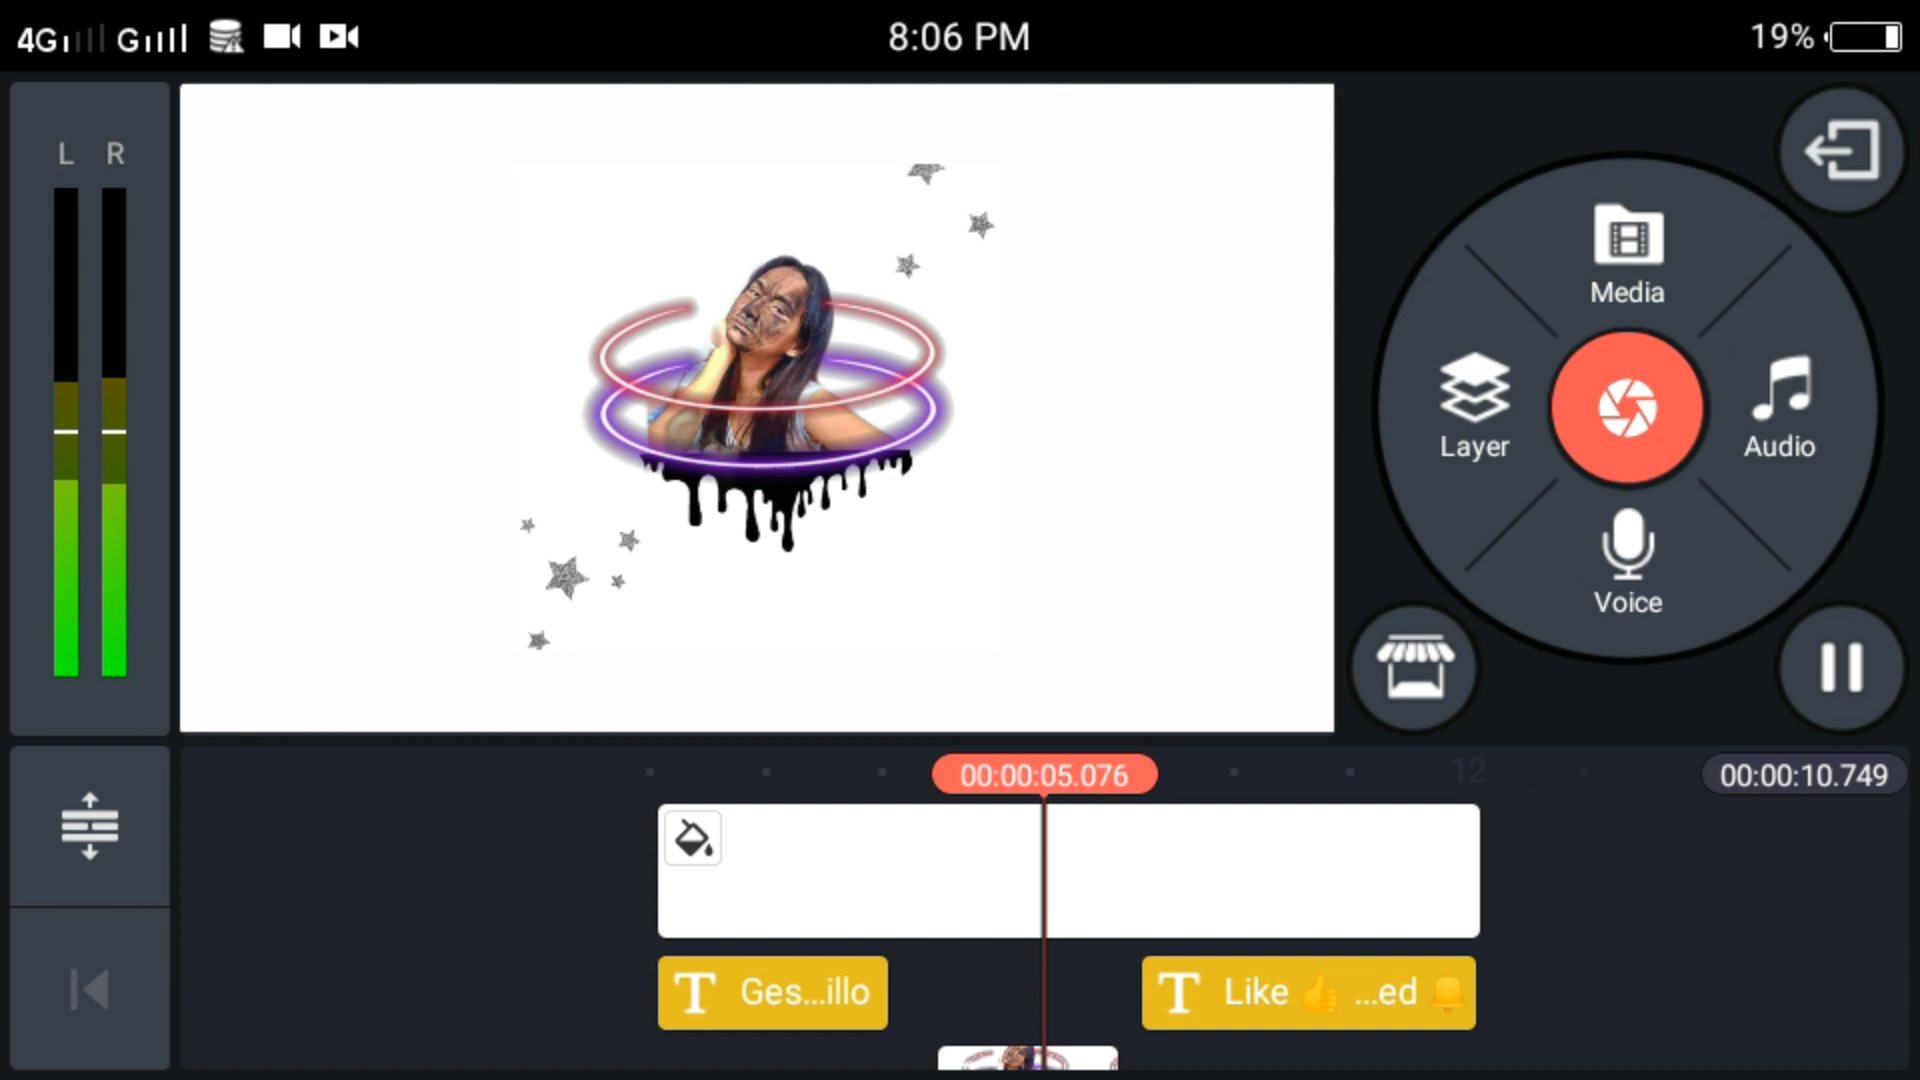 4G G 8:06 PM 19%
L R
Media
Layer
Audio
Voice
00:00:05.076
12
00:00:10.749
T Ges...illo
T Like 👍 ...ed 🔔